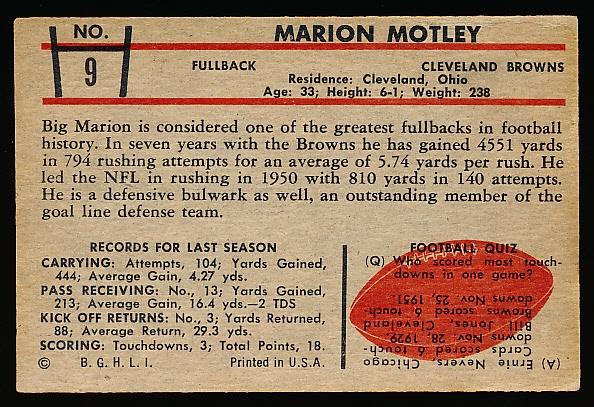 NO.
9
MARION MOTLEY
FULLBACK CLEVELAND BROWNS
Residence: Cleveland, Ohio
Age: 33; Height: 6-1; Weight: 238
Big Marion is considered one of the greatest fullbacks in football
history. In seven years with the Browns he has gained 4551 yards
in 794 rushing attempts for an average of 5.74 yards per rush. He
led the NFL in rushing in 1950 with 810 yards in 140 attempts.
He is a defensive bulwark as well, an outstanding member of the
goal line defense team.
RECORDS FOR LAST SEASON
CARRYING: Attempts, 104; Yards Gained,
444; Average Gain, 4.27 yds.
PASS RECEIVING: No., 13; Yards Gained,
213; Average Gain, 16.4 yds.—2 TDS
KICK OFF RETURNS: No., 3; Yards Returned,
88; Average Return, 29.3 yds.
SCORING: Touchdowns, 3; Total Points, 18.
© B. G. H. L. I. Printed in U.S.A.
FOOTBALL QUIZ
(Q) Who scored most touch-
downs in one game?
(A) Ernie Nevers, Chicago
Cards scored 6 touch-
downs Nov. 28, 1929.
Bill Jones, Cleveland
scored 6 touch-
downs Nov. 25, 1951.